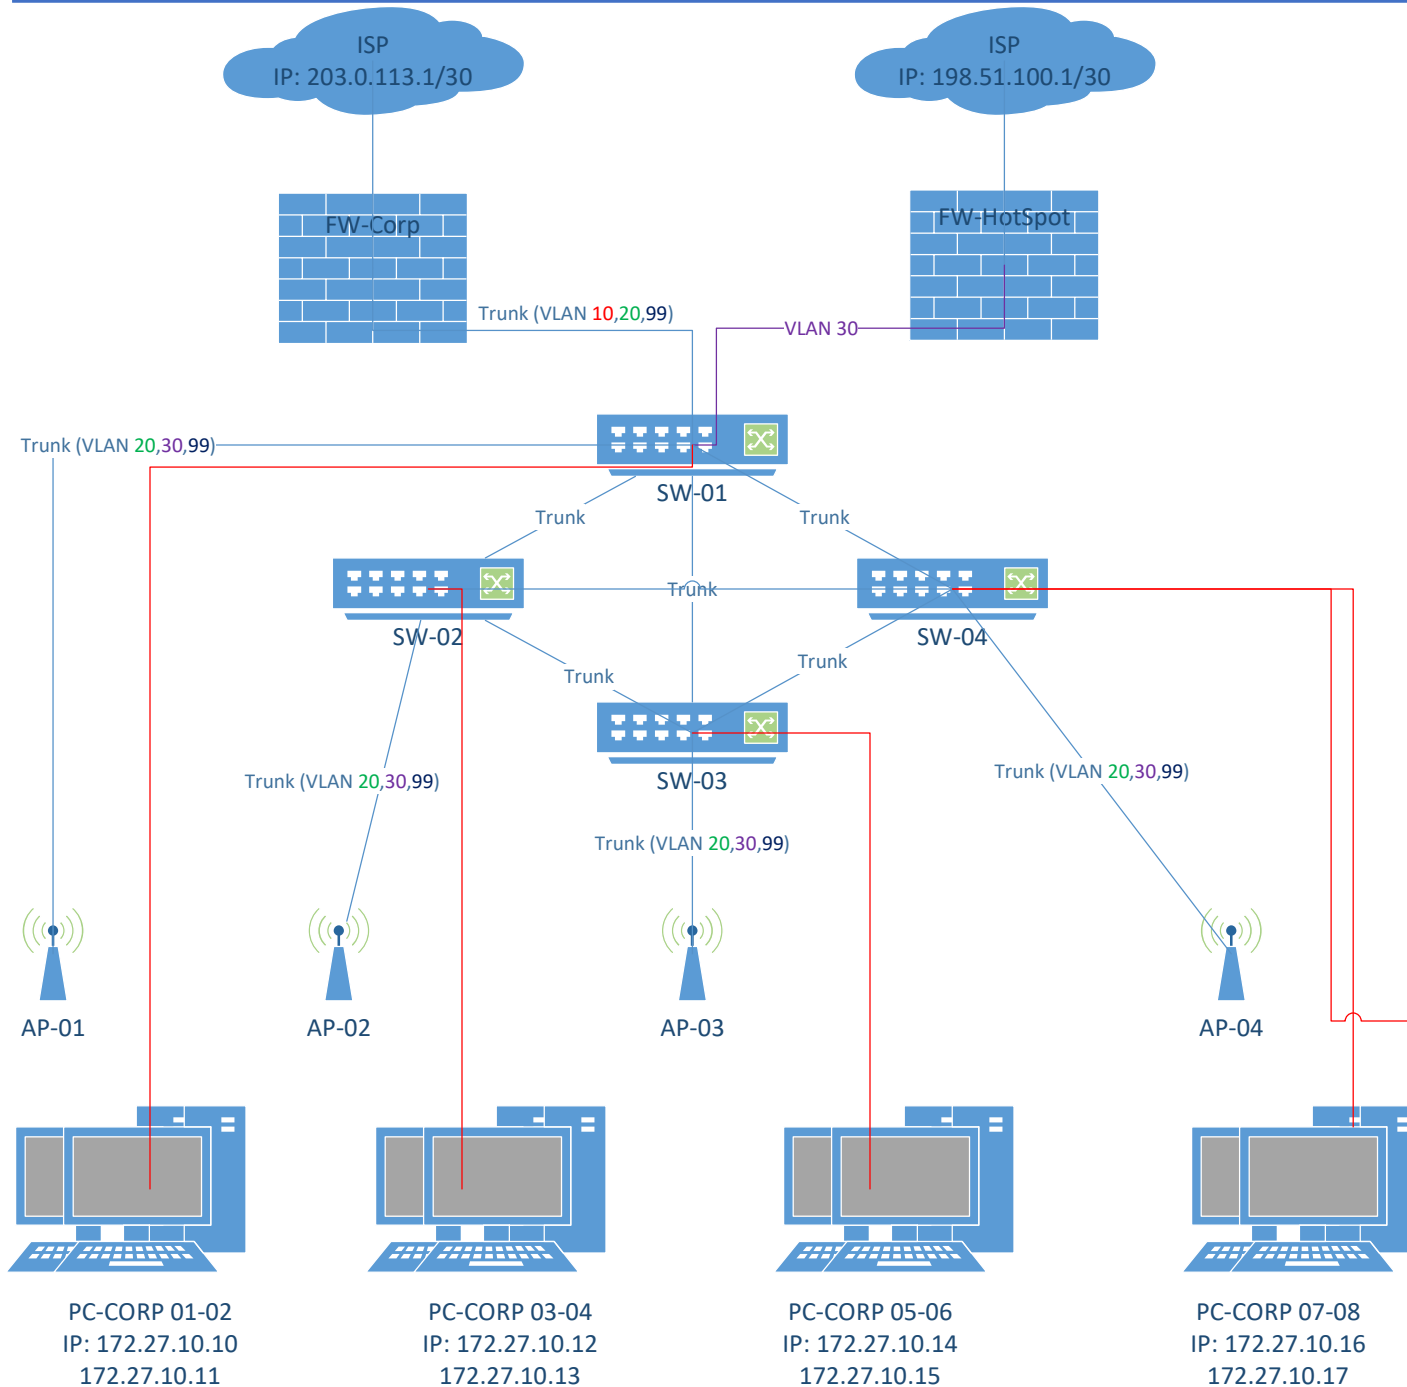 ISP
IP: 203.0.113.1/30
ISP
IP: 198.51.100.1/30
FW-Corp
FW-HotSpot
Trunk (VLAN 10,20,99)
VLAN 30
Trunk (VLAN 20,30,99)
SW-01
Trunk
Trunk
Trunk
SW-02
SW-04
Trunk
Trunk
SW-03
Trunk (VLAN 20,30,99)
Trunk (VLAN 20,30,99)
Trunk (VLAN 20,30,99)
AP-01
AP-02
AP-03
AP-04
PC-CORP 01-02
IP: 172.27.10.10
172.27.10.11
PC-CORP 03-04
IP: 172.27.10.12
172.27.10.13
PC-CORP 05-06
IP: 172.27.10.14
172.27.10.15
PC-CORP 07-08
IP: 172.27.10.16
172.27.10.17